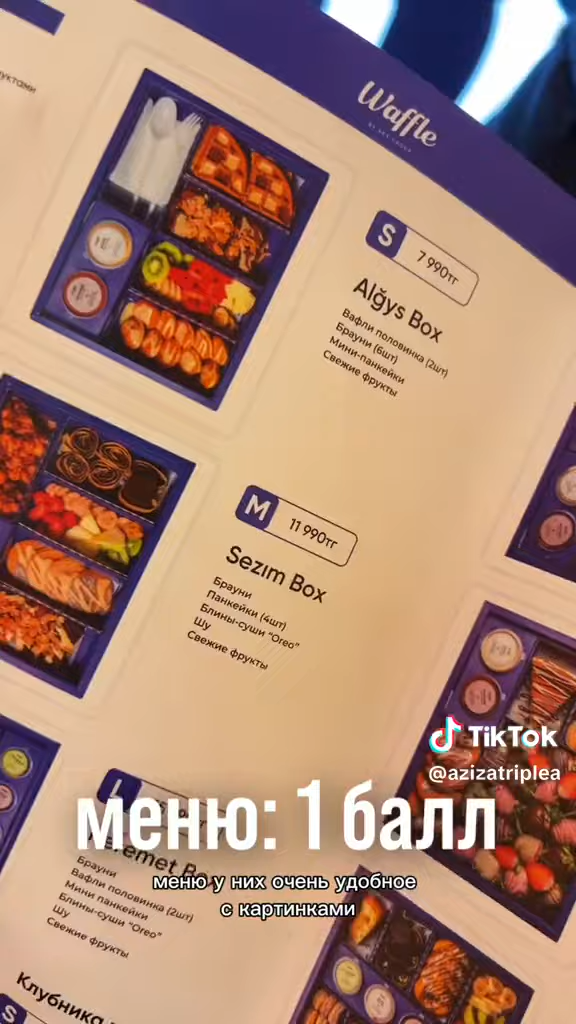 Waffle
S 7 990тг
Alğys Box
Вафли половинка (2шт)
Брауни (6шт)
Мини-панкейки
Свежие фрукты
M 11 990тг
Sezım Box
Брауни
Панкейки (4шт)
Блины-суши "Oreo"
Шу
Свежие фрукты
TikTok
@azizatriplea
меню: 1 балл
меню у них очень удобное
с картинками
Брауни
Вафли половинка (2шт)
Мини панкейки
Блины-суши "Oreo"
Шу
Свежие фрукты
Клубника
S